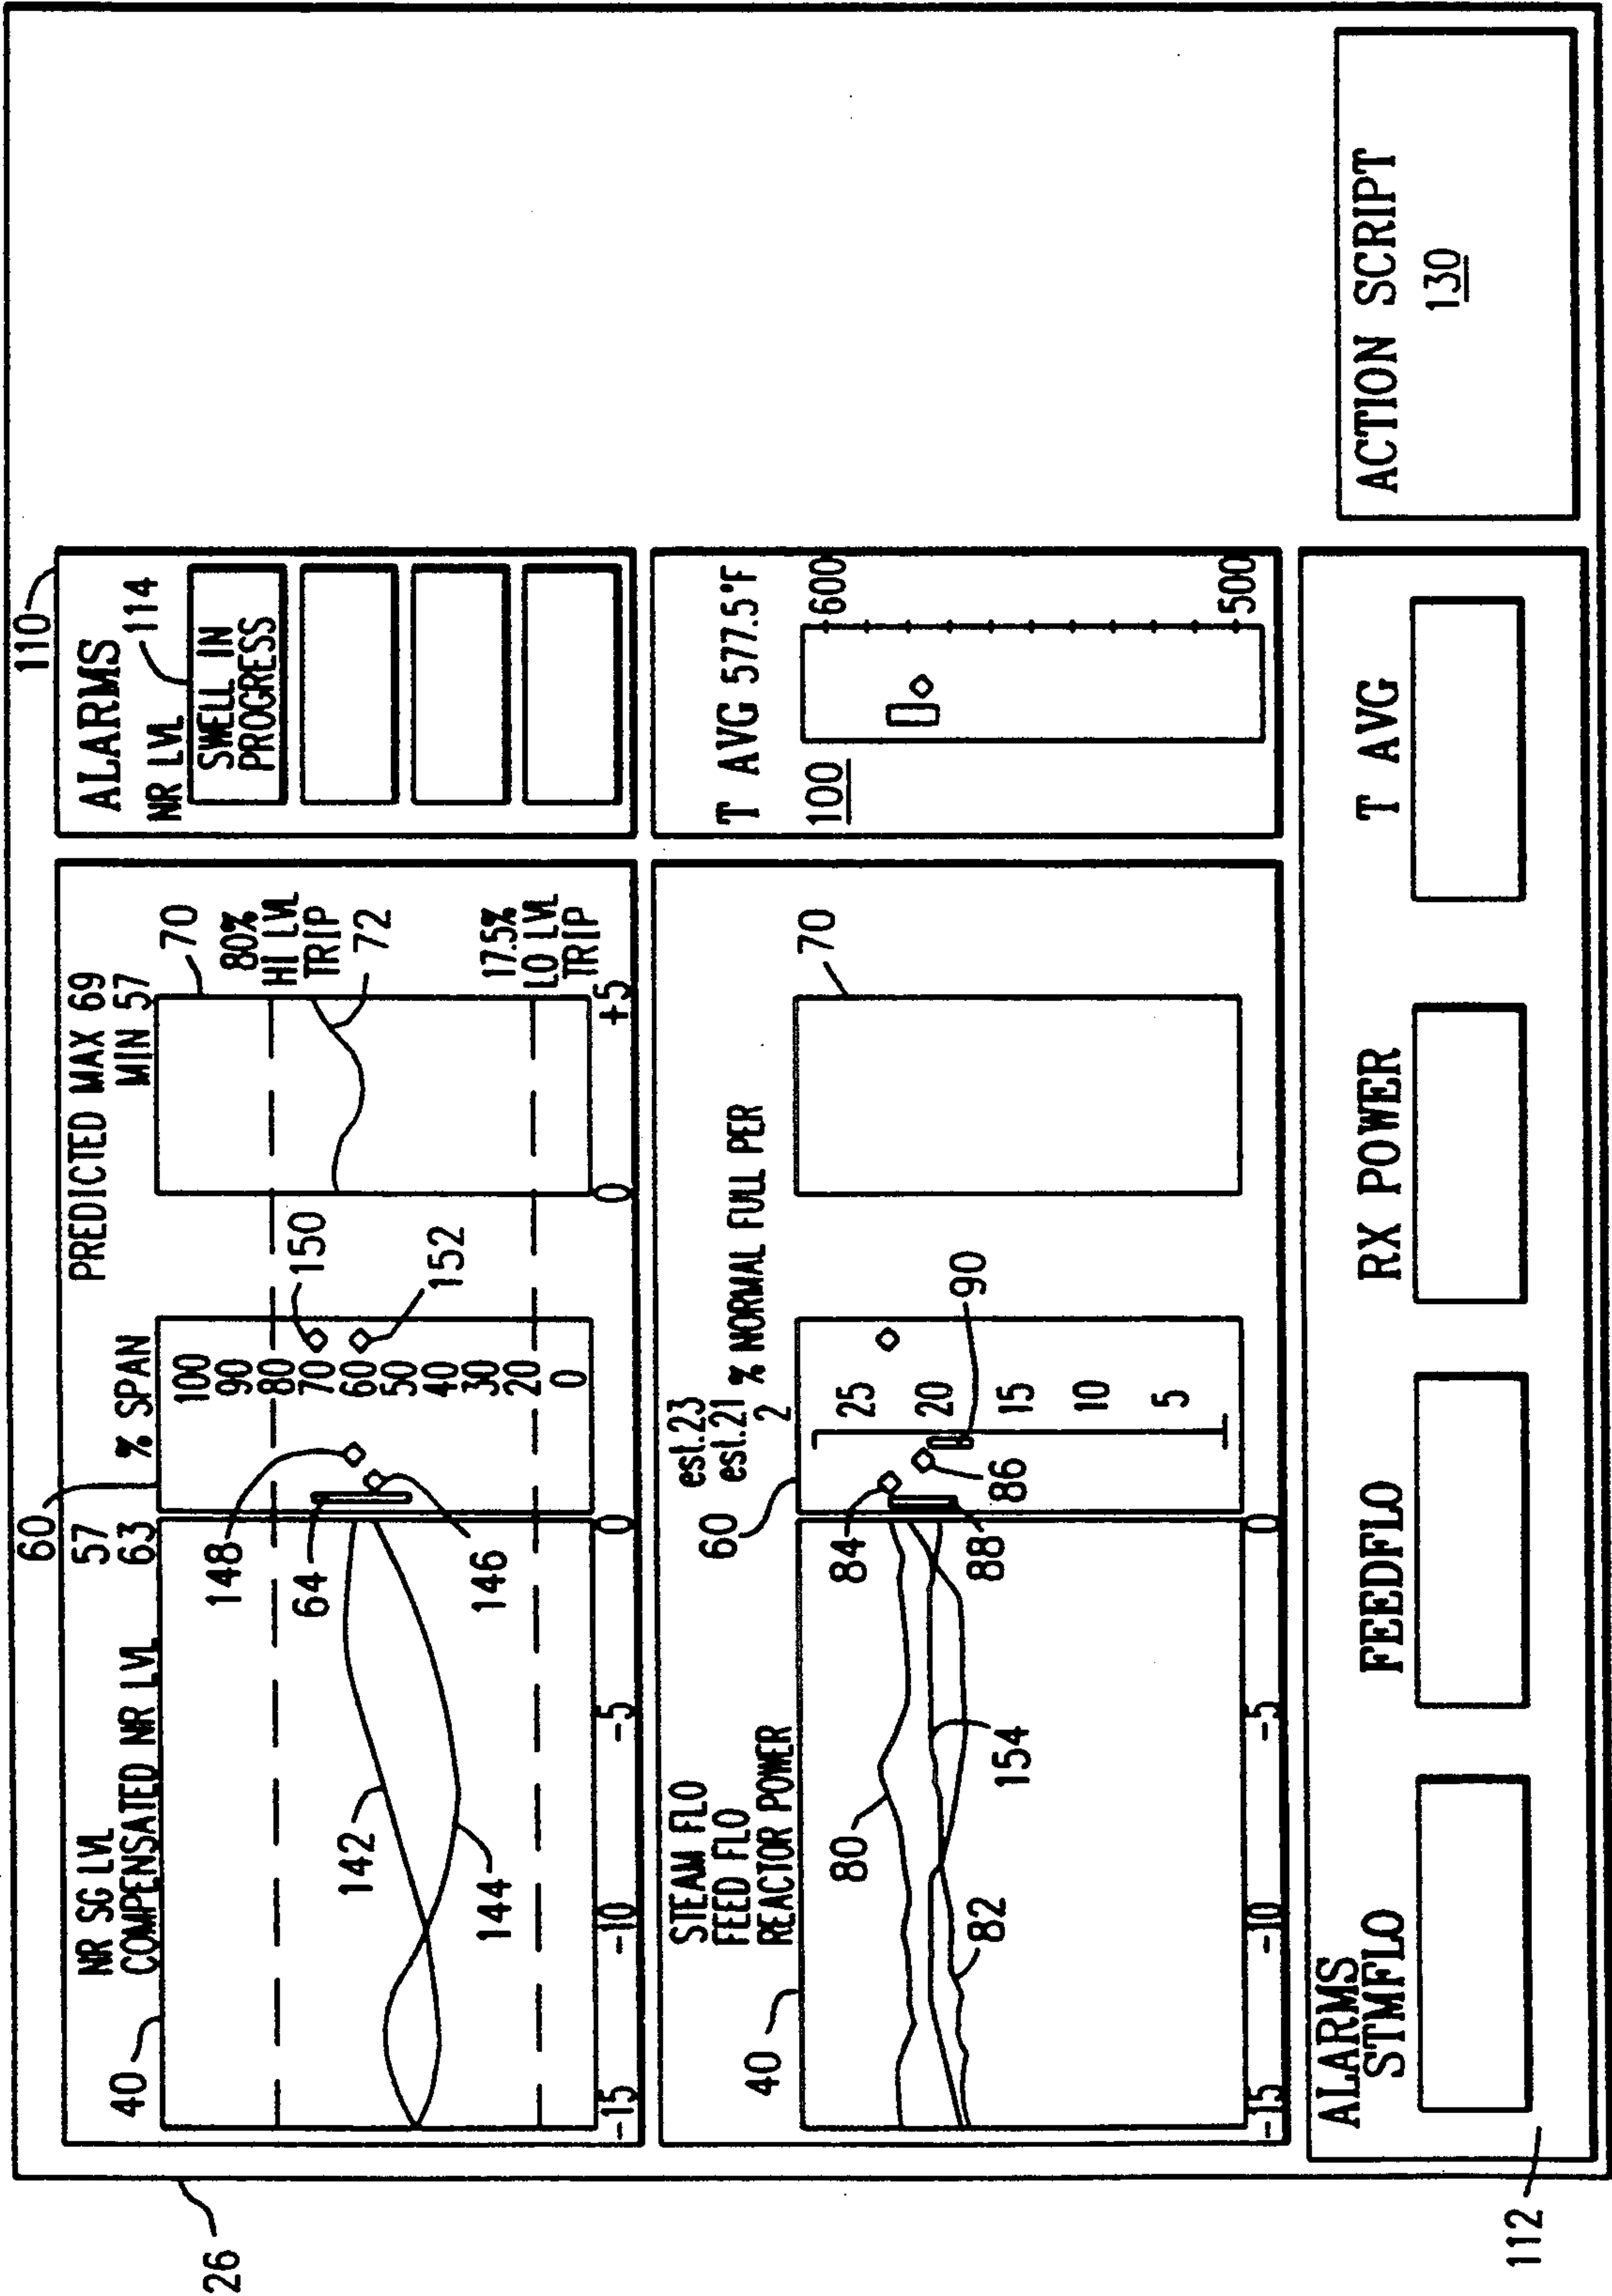 26
40
60
NR SG LVL 57
COMPENSATED NR LVL 63
% SPAN
PREDICTED MAX 69
MIN 57
142
144
148
64
146
100
90
80
70
60
50
40
30
20
0
150
152
70
80%
HI LVL
TRIP
72
17.5%
LO LVL
TRIP
-15
-10
-5
0
0
+5
110
ALARMS
NR LVL
114
SWELL IN
PROGRESS
40
60
STEAM FLO est.23
FEED FLO est.21
REACTOR POWER 2
% NORMAL FULL PER
80
82
154
84
88
86
90
25
20
15
10
5
70
-15
-10
-5
0
T AVG 577.5°F
100
600
500
112
ALARMS
STMFLO
FEEDFLO
RX POWER
T AVG
ACTION SCRIPT
130